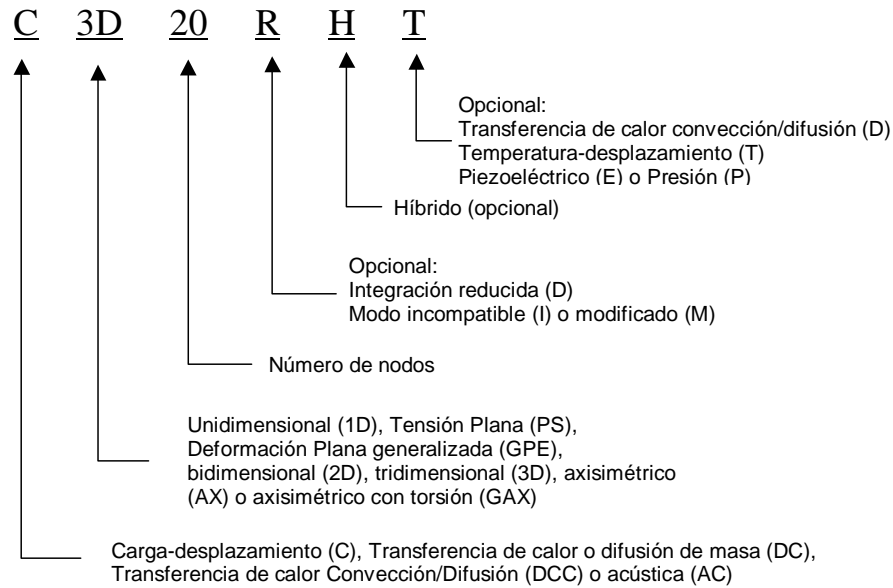 C 3D 20 R H T
Opcional:
Transferencia de calor convección/difusión (D)
Temperatura-desplazamiento (T)
Piezoeléctrico (E) o Presión (P)
Híbrido (opcional)
Opcional:
Integración reducida (D)
Modo incompatible (I) o modificado (M)
Número de nodos
Unidimensional (1D), Tensión Plana (PS),
Deformación Plana generalizada (GPE),
bidimensional (2D), tridimensional (3D), axisimétrico
(AX) o axisimétrico con torsión (GAX)
Carga-desplazamiento (C), Transferencia de calor o difusión de masa (DC),
Transferencia de calor Convección/Difusión (DCC) o acústica (AC)